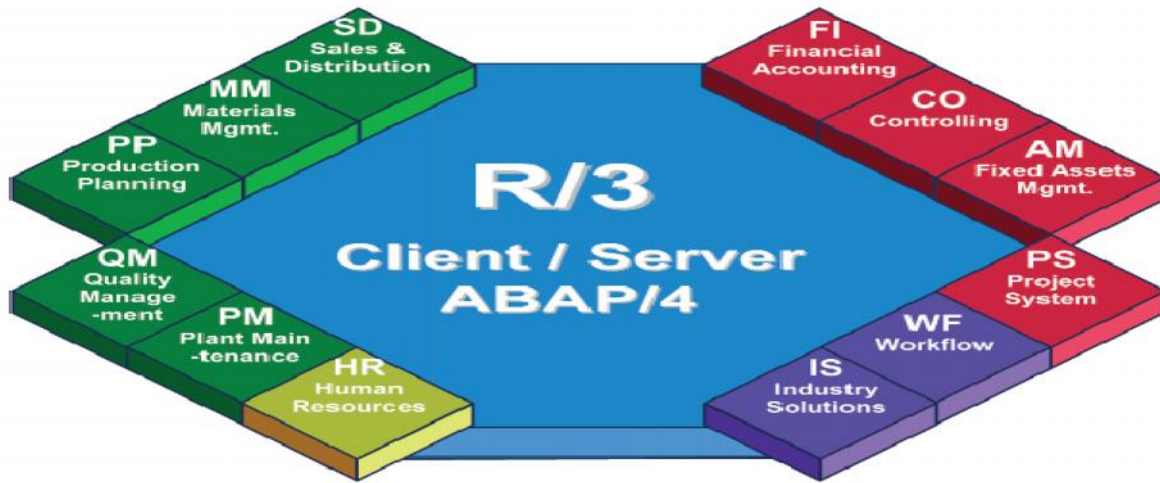 SD
Sales &
Distribution
MM
Materials
Mgmt.
PP
Production
Planning
QM
Quality
Manage
-ment
PM
Plant Main
-tenance
HR
Human
Resources
R/3
Client / Server
ABAP/4
FI
Financial
Accounting
CO
Controlling
AM
Fixed Assets
Mgmt.
PS
Project
System
WF
Workflow
IS
Industry
Solutions